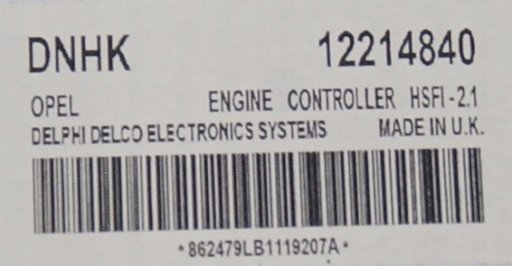 DNHK 12214840
OPEL ENGINE CONTROLLER HSFI-2.1
DELPHI DELCO ELECTRONICS SYSTEMS MADE IN U.K.
*862479LB1119207A*